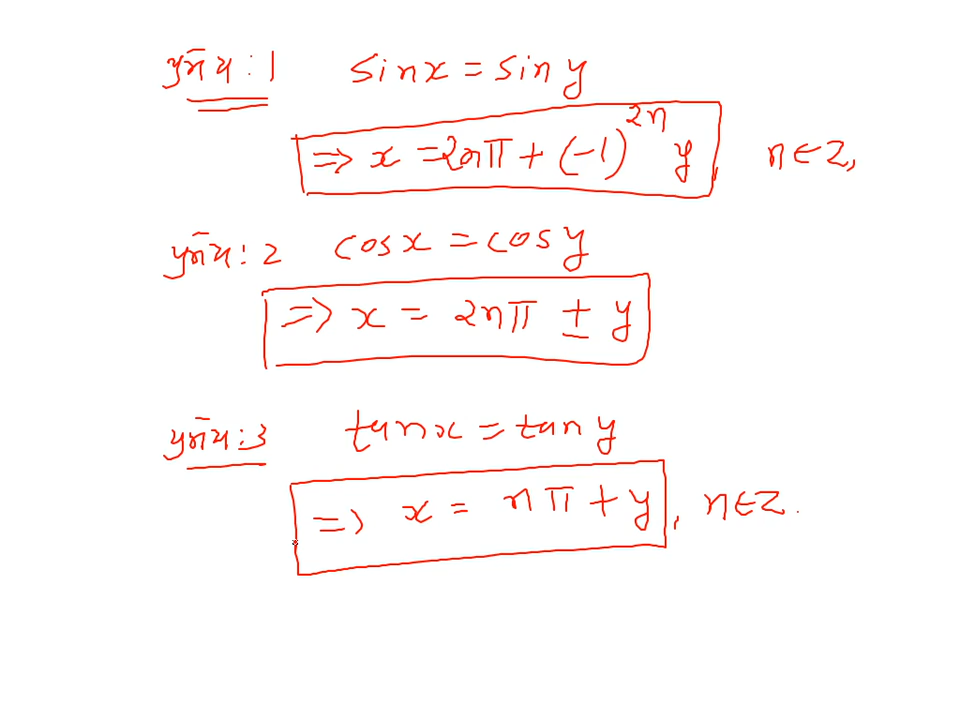 प्रमेय : 1 sin x = sin y
⇒ x = 2nπ + (-1)^{2n} y, n ∈ Z,
प्रमेय : 2 cos x = cos y
⇒ x = 2nπ ± y
प्रमेय : 3 tan x = tan y
⇒ x = nπ + y, n ∈ Z.